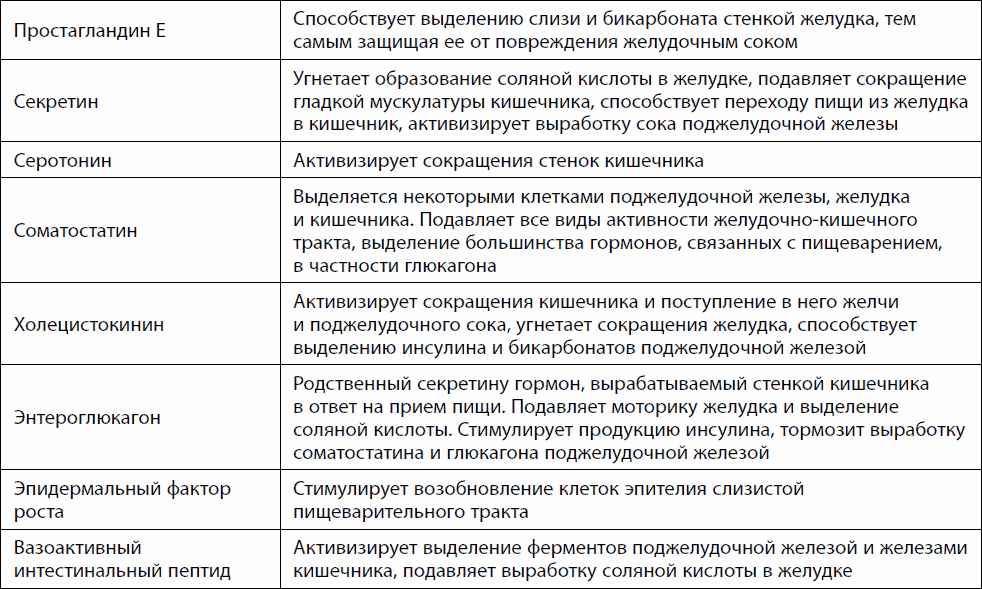 Простагландин Е
Способствует выделению слизи и бикарбоната стенкой желудка, тем
самым защищая ее от повреждения желудочным соком
Секретин
Угнетает образование соляной кислоты в желудке, подавляет сокращение
гладкой мускулатуры кишечника, способствует переходу пищи из желудка
в кишечник, активизирует выработку сока поджелудочной железы
Серотонин
Активизирует сокращения стенок кишечника
Соматостатин
Выделяется некоторыми клетками поджелудочной железы, желудка
и кишечника. Подавляет все виды активности желудочно-кишечного
тракта, выделение большинства гормонов, связанных с пищеварением,
в частности глюкагона
Холецистокинин
Активизирует сокращения кишечника и поступление в него желчи
и поджелудочного сока, угнетает сокращения желудка, способствует
выделению инсулина и бикарбонатов поджелудочной железой
Энтероглюкагон
Родственный секретину гормон, вырабатываемый стенкой кишечника
в ответ на прием пищи. Подавляет моторику желудка и выделение
соляной кислоты. Стимулирует продукцию инсулина, тормозит выработку
соматостатина и глюкагона поджелудочной железой
Эпидермальный фактор
роста
Стимулирует возобновление клеток эпителия слизистой
пищеварительного тракта
Вазоактивный
интестинальный пептид
Активизирует выделение ферментов поджелудочной железой и железами
кишечника, подавляет выработку соляной кислоты в желудке